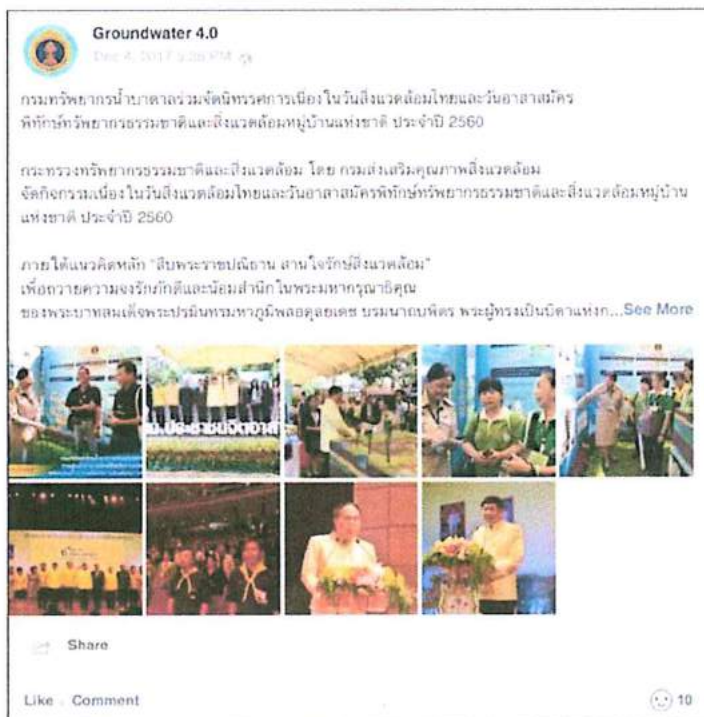 Groundwater 4.0
Dec 4, 2017 5:36 PM
กรมทรัพยากรน้ำบาดาลร่วมจัดนิทรรศการเนื่องในวันสิ่งแวดล้อมไทยและวันอาสาสมัคร
พิทักษ์ทรัพยากรธรรมชาติและสิ่งแวดล้อมหมู่บ้านแห่งชาติ ประจำปี 2560
กระทรวงทรัพยากรธรรมชาติและสิ่งแวดล้อม โดย กรมส่งเสริมคุณภาพสิ่งแวดล้อม
จัดกิจกรรมเนื่องในวันสิ่งแวดล้อมไทยและวันอาสาสมัครพิทักษ์ทรัพยากรธรรมชาติและสิ่งแวดล้อมหมู่บ้าน
แห่งชาติ ประจำปี 2560
ภายใต้แนวคิดหลัก "สืบพระราชปณิธาน สานใจรักษ์สิ่งแวดล้อม"
เพื่อถวายความจงรักภักดีและน้อมสำนึกในพระมหากรุณาธิคุณ
ของพระบาทสมเด็จพระปรมินทรมหาภูมิพลอดุลยเดช บรมนาถบพิตร พระผู้ทรงเป็นบิดาแห่งก...See More
ประชาชนจิตอาส
Share
Like Comment
10